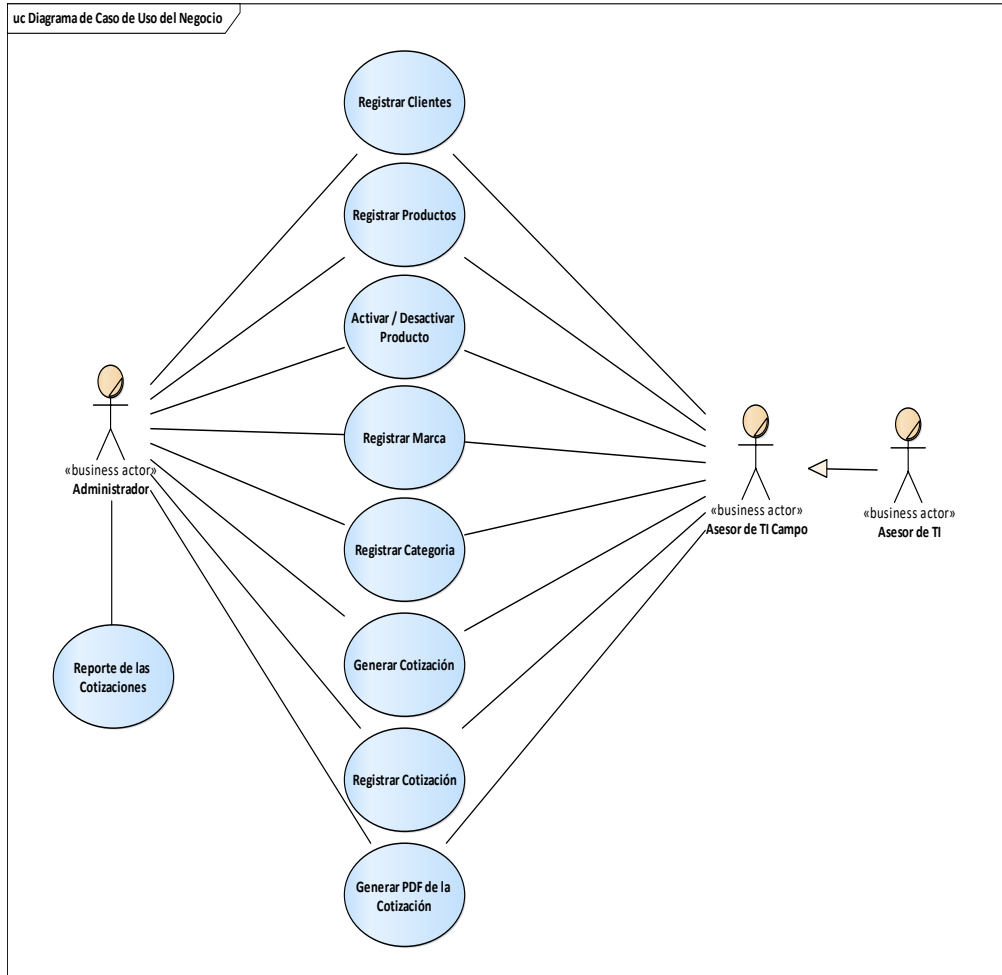 uc Diagrama de Caso de Uso del Negocio
Registrar Clientes
Registrar Productos
Activar / Desactivar
Producto
Registrar Marca
«business actor»
Administrador
«business actor»
Asesor de TI Campo
«business actor»
Asesor de TI
Registrar Categoria
Generar Cotización
Reporte de las
Cotizaciones
Registrar Cotización
Generar PDF de la
Cotización